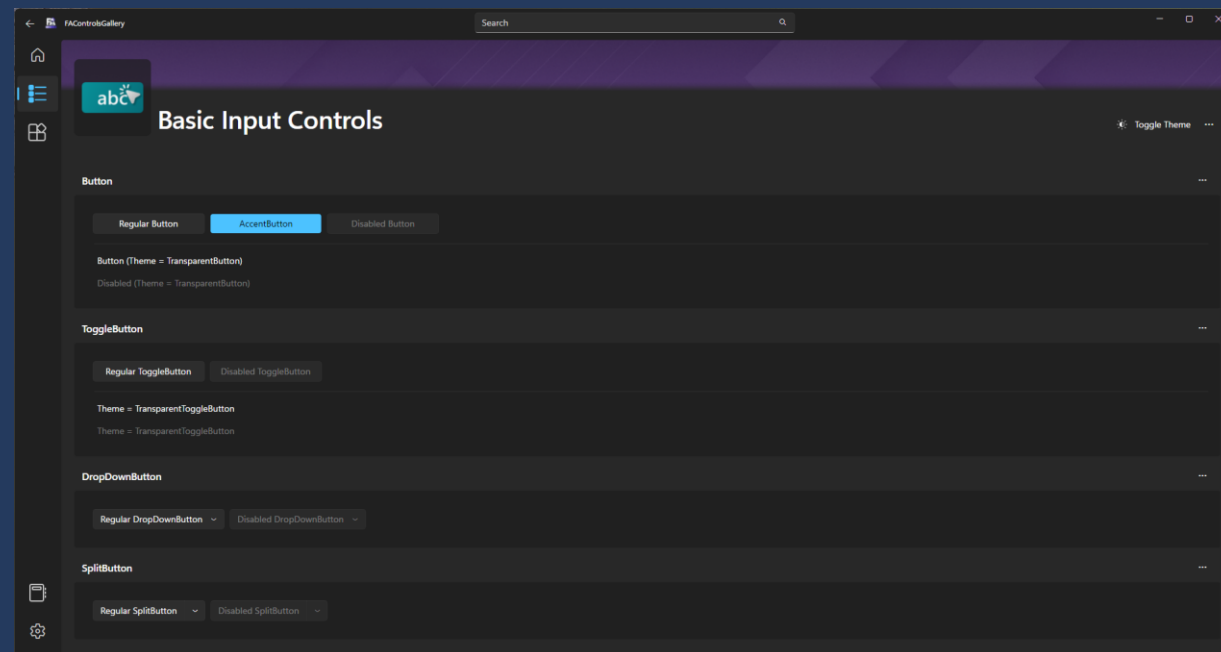 FAControlsGallery
Search
abc
Basic Input Controls
Toggle Theme
Button
Regular Button AccentButton Disabled Button
Button (Theme = TransparentButton)
Disabled (Theme = TransparentButton)
ToggleButton
Regular ToggleButton Disabled ToggleButton
Theme = TransparentToggleButton
Theme = TransparentToggleButton
DropDownButton
Regular DropDownButton Disabled DropDownButton
SplitButton
Regular SplitButton Disabled SplitButton